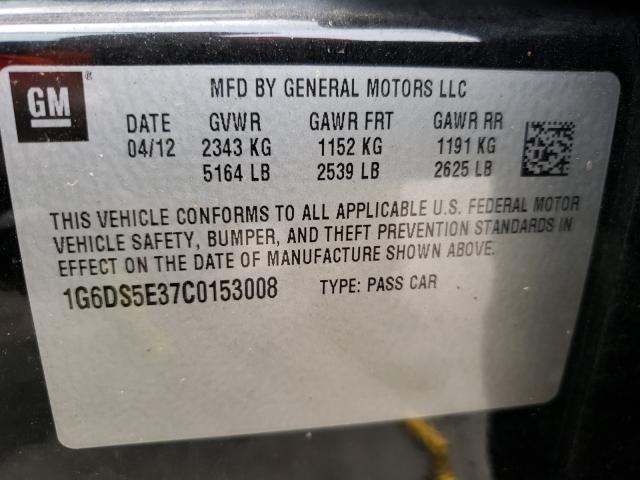 GM
MFD BY GENERAL MOTORS LLC
DATE GVWR GAWR FRT GAWR RR
04/12 2343 KG 1152 KG 1191 KG
5164 LB 2539 LB 2625 LB
THIS VEHICLE CONFORMS TO ALL APPLICABLE U.S. FEDERAL MOTOR
VEHICLE SAFETY, BUMPER, AND THEFT PREVENTION STANDARDS IN
EFFECT ON THE DATE OF MANUFACTURE SHOWN ABOVE.
1G6DS5E37C0153008 TYPE: PASS CAR